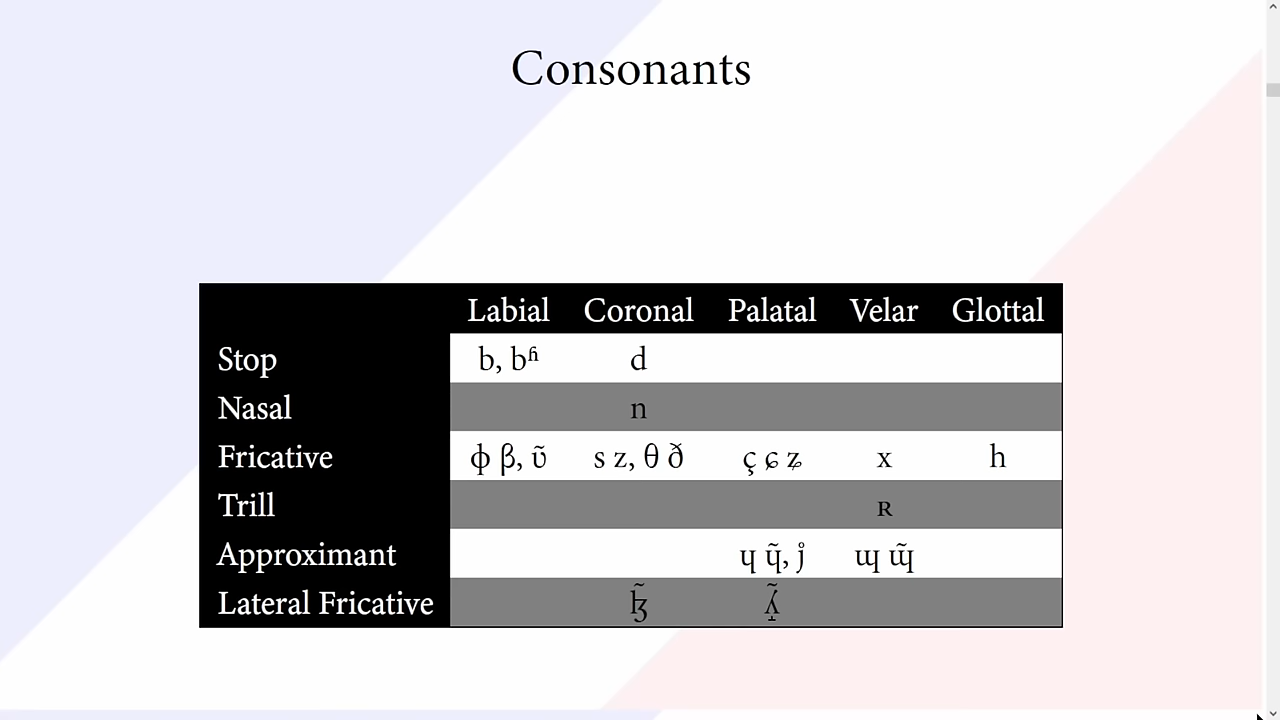 Consonants
Labial Coronal Palatal Velar Glottal
Stop b, bʱ d
Nasal n
Fricative ɸ β, ʋ̃ s z, θ ð ç ɕ ʑ x h
Trill ʀ
Approximant ɥ ɥ̃, j̊ ɰ ɰ̃
Lateral Fricative ɮ̃ ʎ̝̃